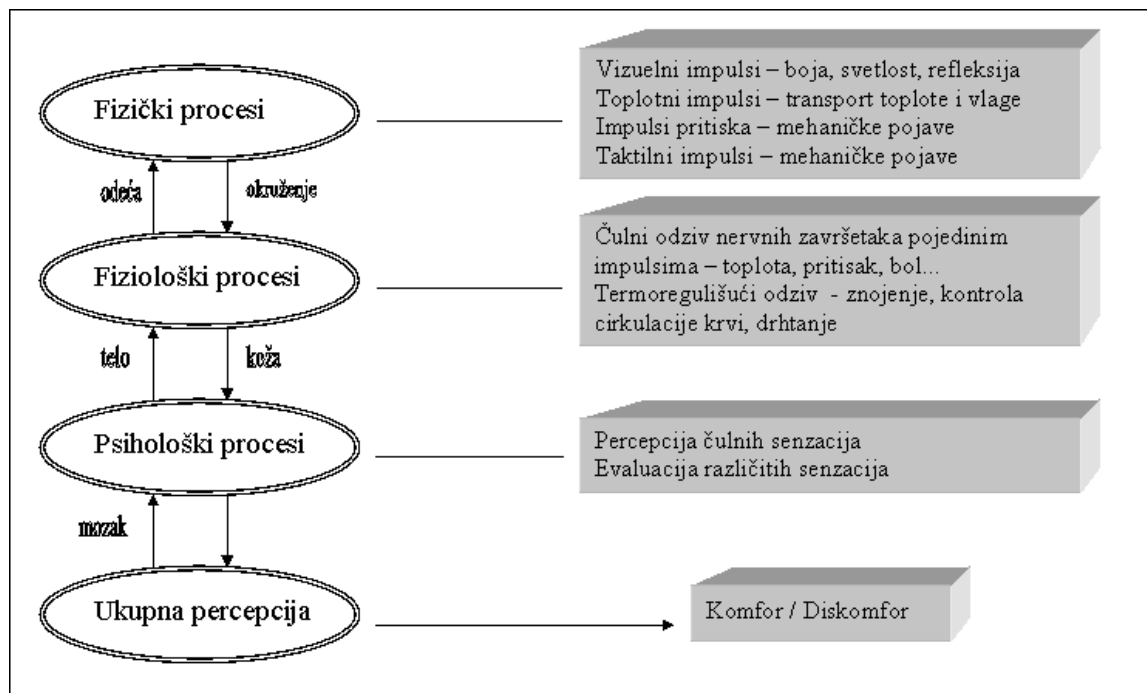 Fizički procesi
Vizuelni impulsi – boja, svetlost, refleksija
Toplotni impulsi – transport toplote i vlage
Impulsi pritiska – mehaničke pojave
Taktilni impulsi – mehaničke pojave
odeća
okruženje
Fiziološki procesi
Čulni odziv nervnih završetaka pojedinim
impulsima – toplota, pritisak, bol...
Termoregulišući odziv - znojenje, kontrola
cirkulacije krvi, drhtanje
telo
koža
Psihološki procesi
Percepcija čulnih senzacija
Evaluacija različitih senzacija
mozak
Ukupna percepcija
Komfor / Diskomfor